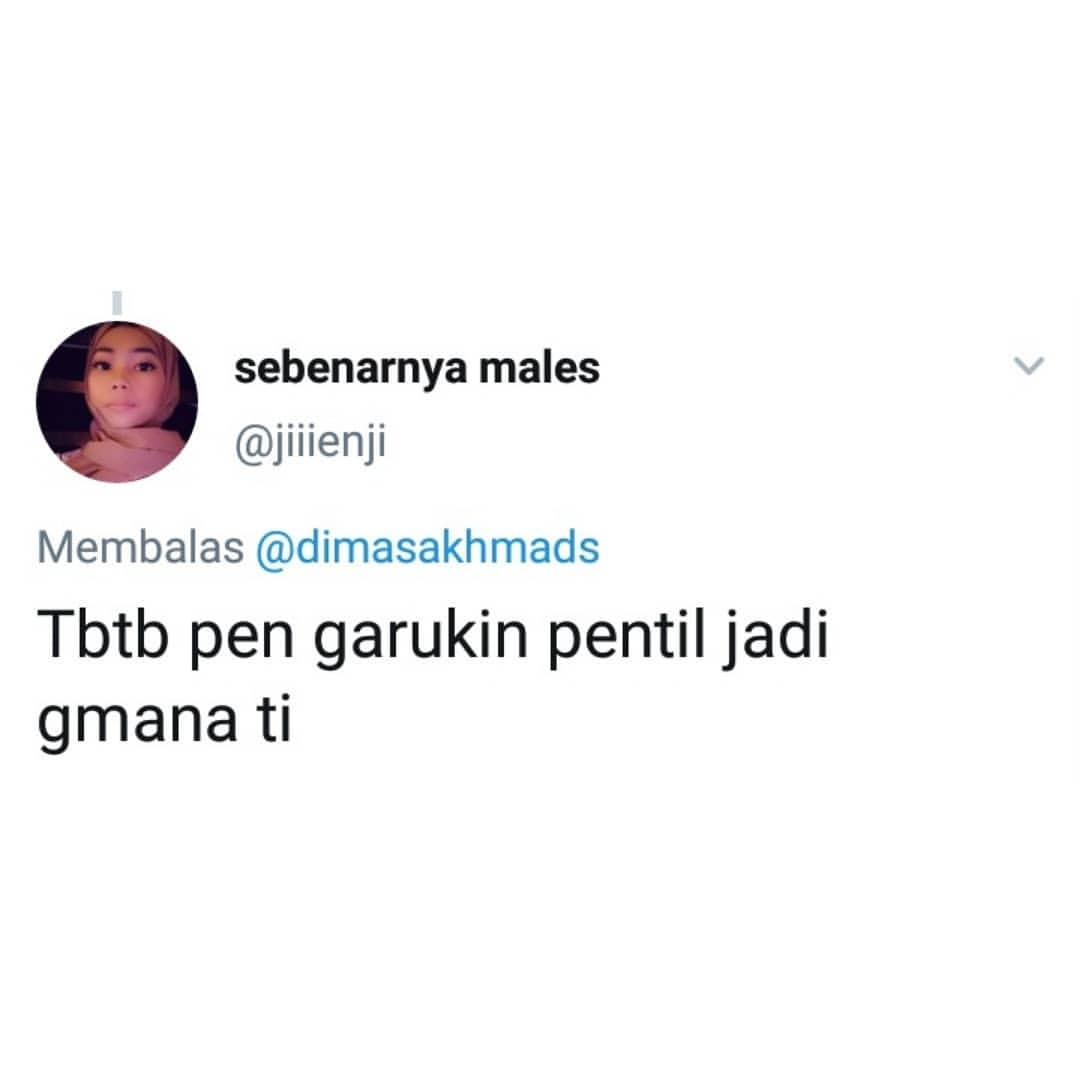 sebenarnya males
@jiiienji
Membalas @dimasakhmads
Tbtb pen garukin pentil jadi
gmana ti